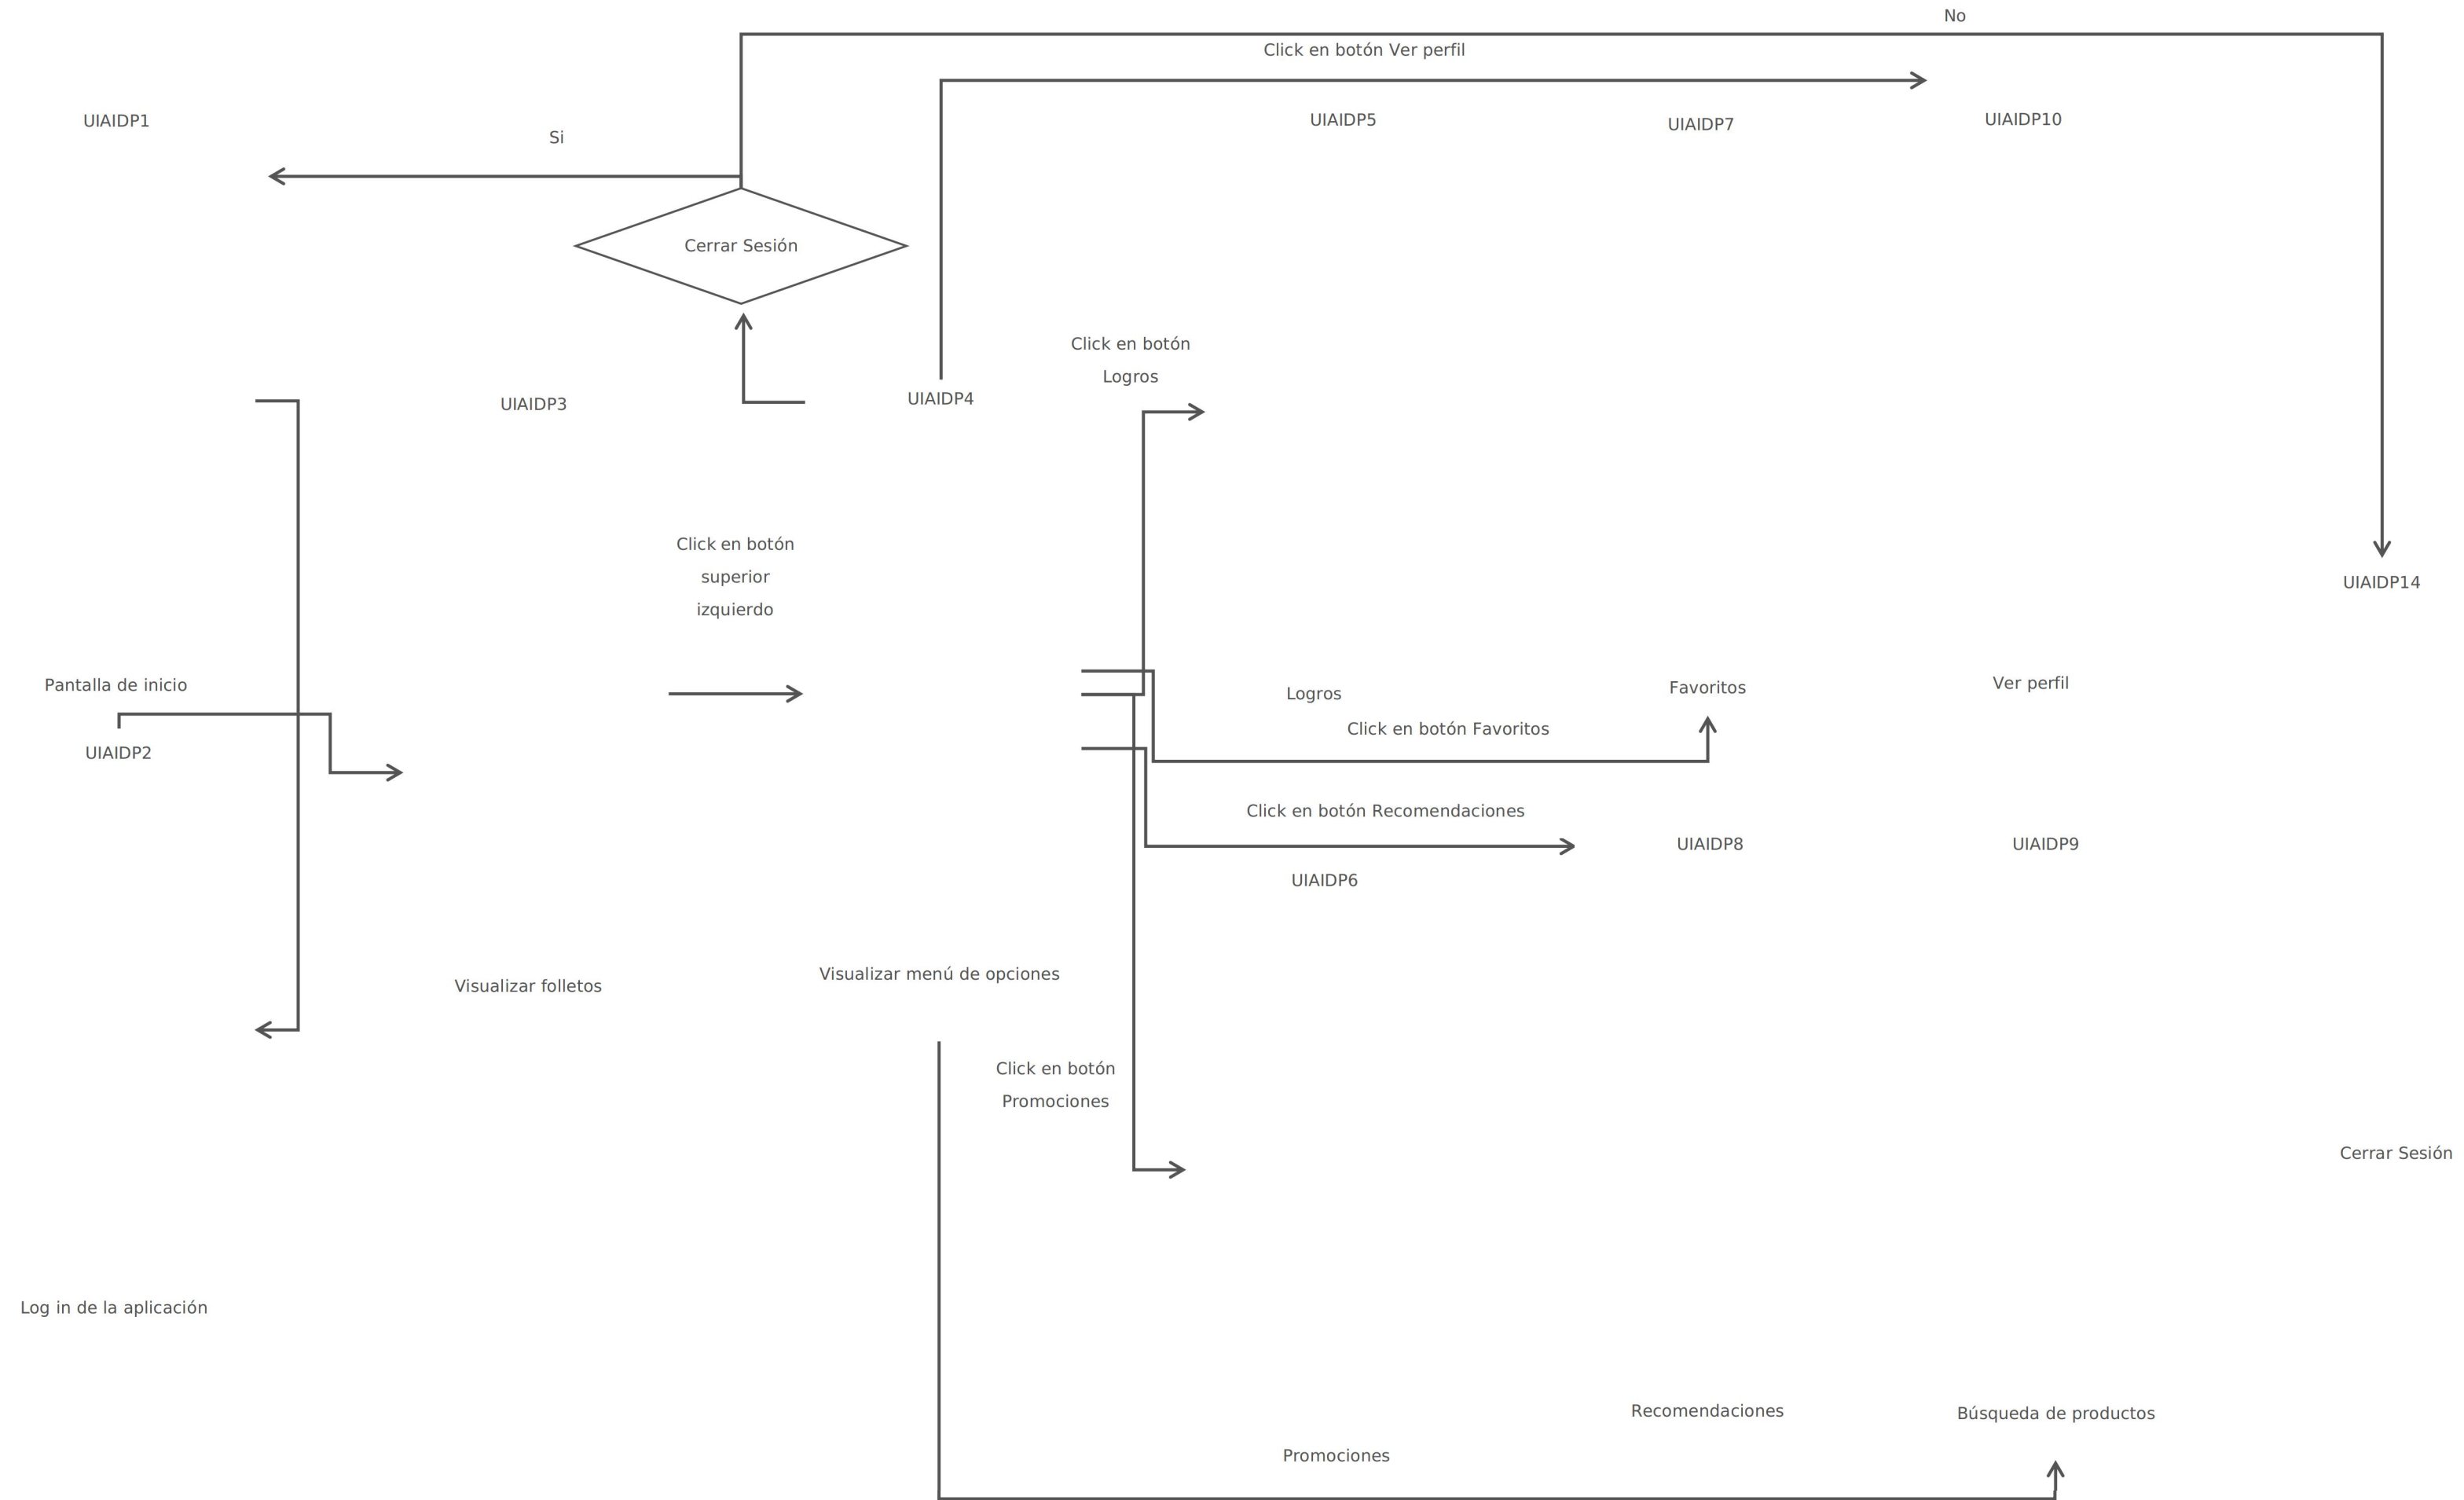 No
Click en botón Ver perfil
UIAIDP1
Si
UIAIDP5
UIAIDP7
UIAIDP10
Cerrar Sesión
Click en botón
Logros
UIAIDP3
UIAIDP4
Click en botón
superior
izquierdo
UIAIDP14
Pantalla de inicio
Logros
Favoritos
Ver perfil
Click en botón Favoritos
UIAIDP2
Click en botón Recomendaciones
UIAIDP8
UIAIDP9
UIAIDP6
Visualizar folletos
Visualizar menú de opciones
Click en botón
Promociones
Cerrar Sesión
Log in de la aplicación
Recomendaciones
Búsqueda de productos
Promociones